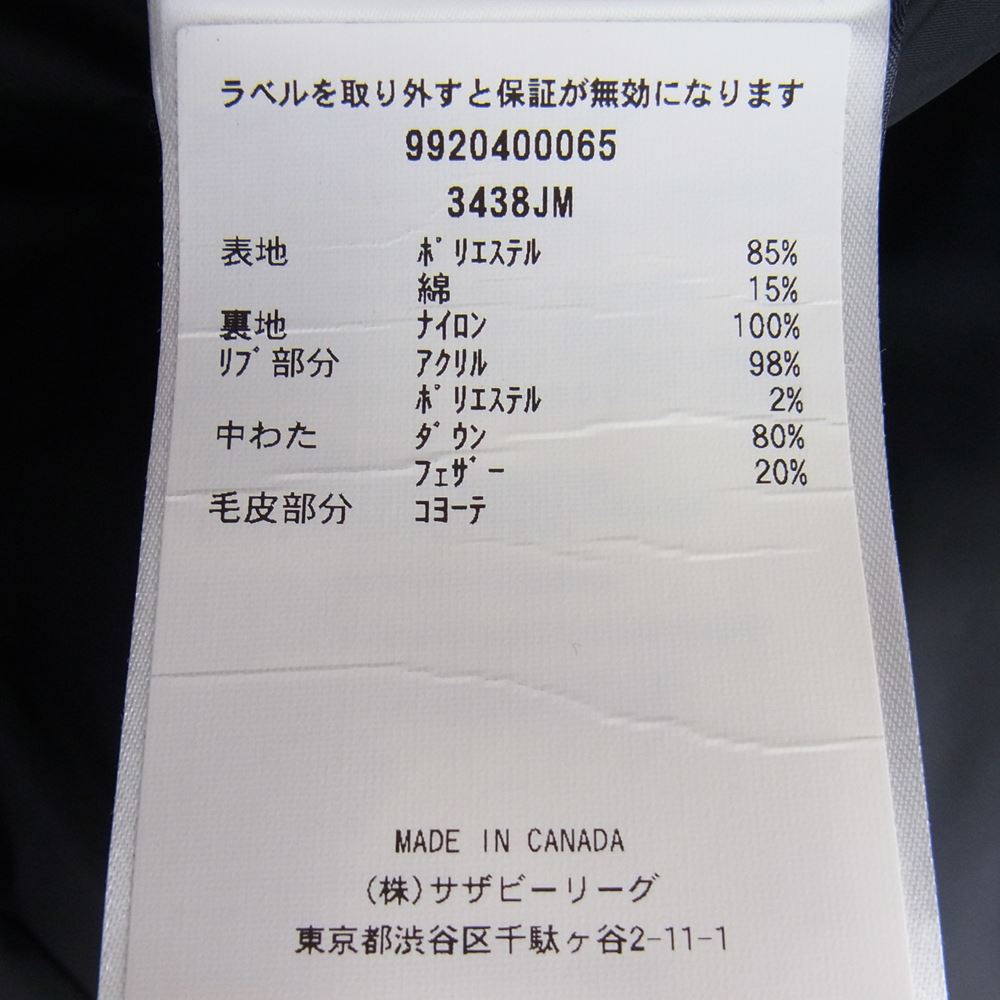 ラベルを取り外すと保証が無効になります
9920400065
3438JM
表地 ﾎﾟﾘｴｽﾃﾙ 85%
綿 15%
裏地 ﾅｲﾛﾝ 100%
ﾘﾌﾞ部分 ｱｸﾘﾙ 98%
ﾎﾟﾘｴｽﾃﾙ 2%
中わた ﾀﾞｳﾝ 80%
ﾌｪｻﾞｰ 20%
毛皮部分 ｺﾖｰﾃ
MADE IN CANADA
(株)サザビーリーグ
東京都渋谷区千駄ヶ谷2-11-1